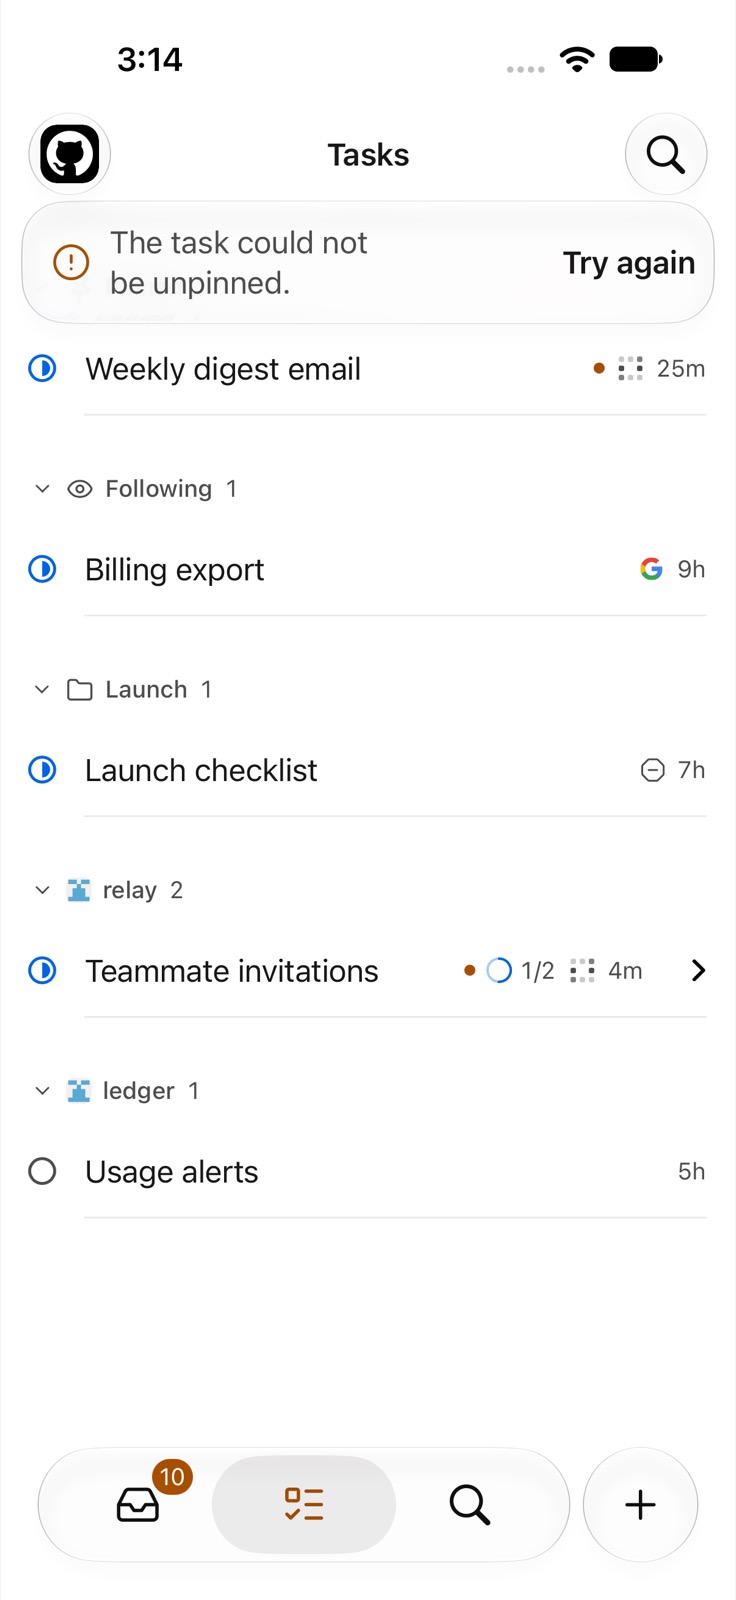 3:14
Tasks
The task could not
be unpinned.
Try again
Weekly digest email 25m
Following 1
Billing export 9h
Launch 1
Launch checklist 7h
relay 2
Teammate invitations 1/2 4m
ledger 1
Usage alerts 5h
10